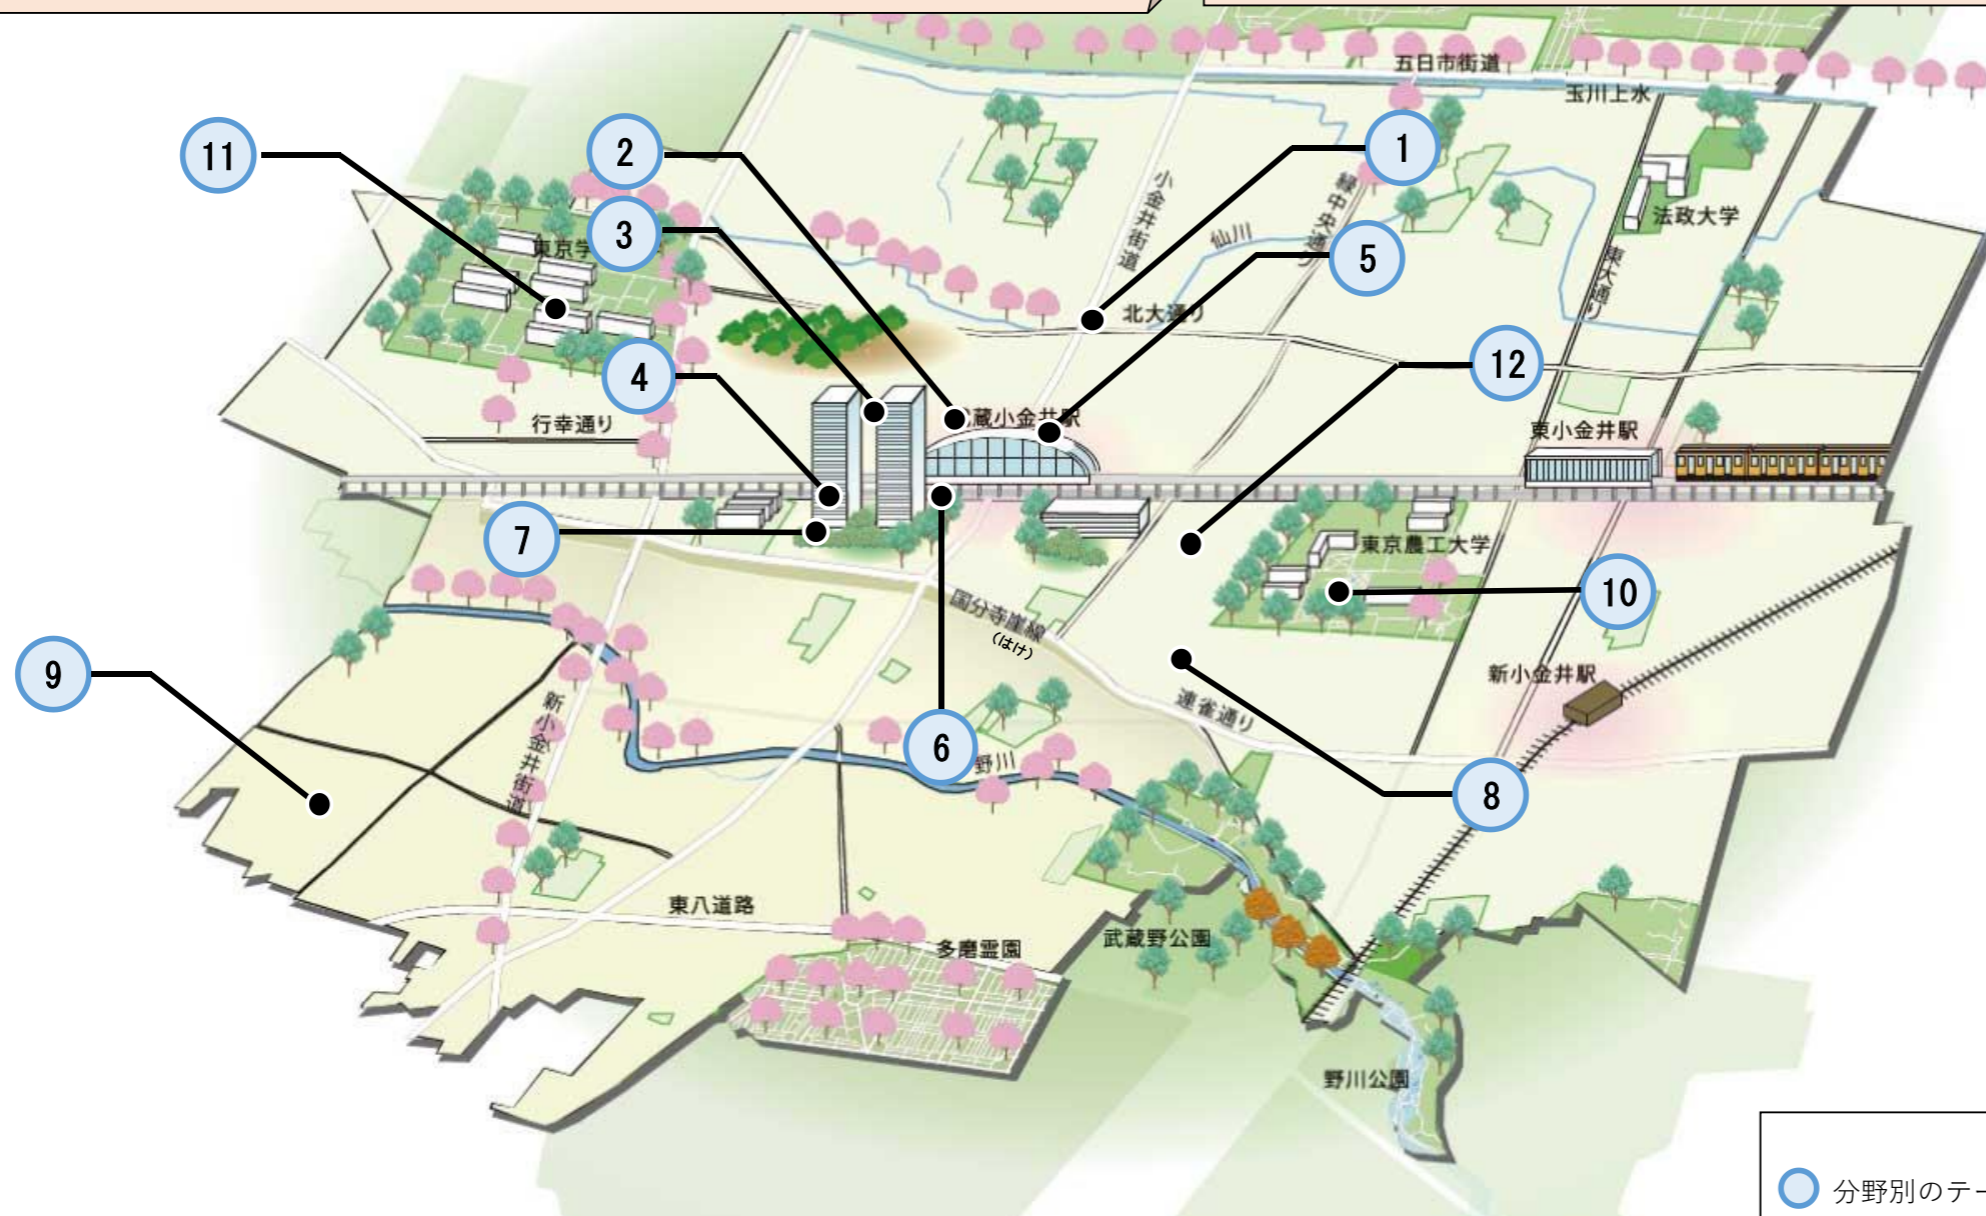 五日市街道
玉川上水
1
2
11
小金井街道
緑中央通り
法政大学
3
東京学
仙川
5
東大通り
北大通り
12
4
武蔵小金井駅
行幸通り
東小金井駅
7
東京農工大学
10
国分寺崖線
(はけ)
9
新小金井駅
連雀通り
新小金井街道
6
野川
8
東八道路
多磨霊園
武蔵野公園
野川公園
分野別のテー